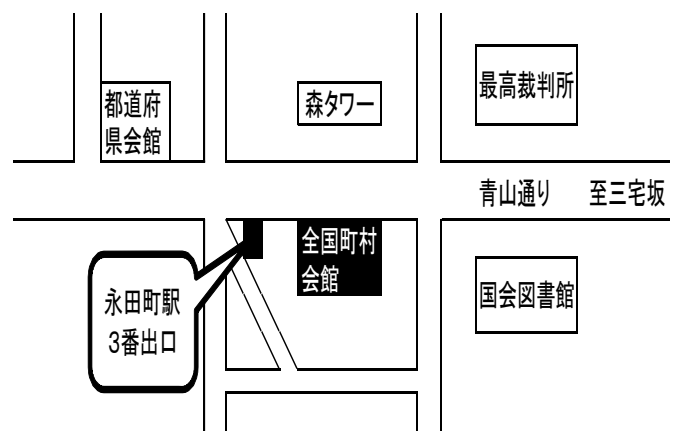 都道府
県会館
森タワー
最高裁判所
青山通り　至三宅坂
全国町村
会館
永田町駅
3番出口
国会図書館